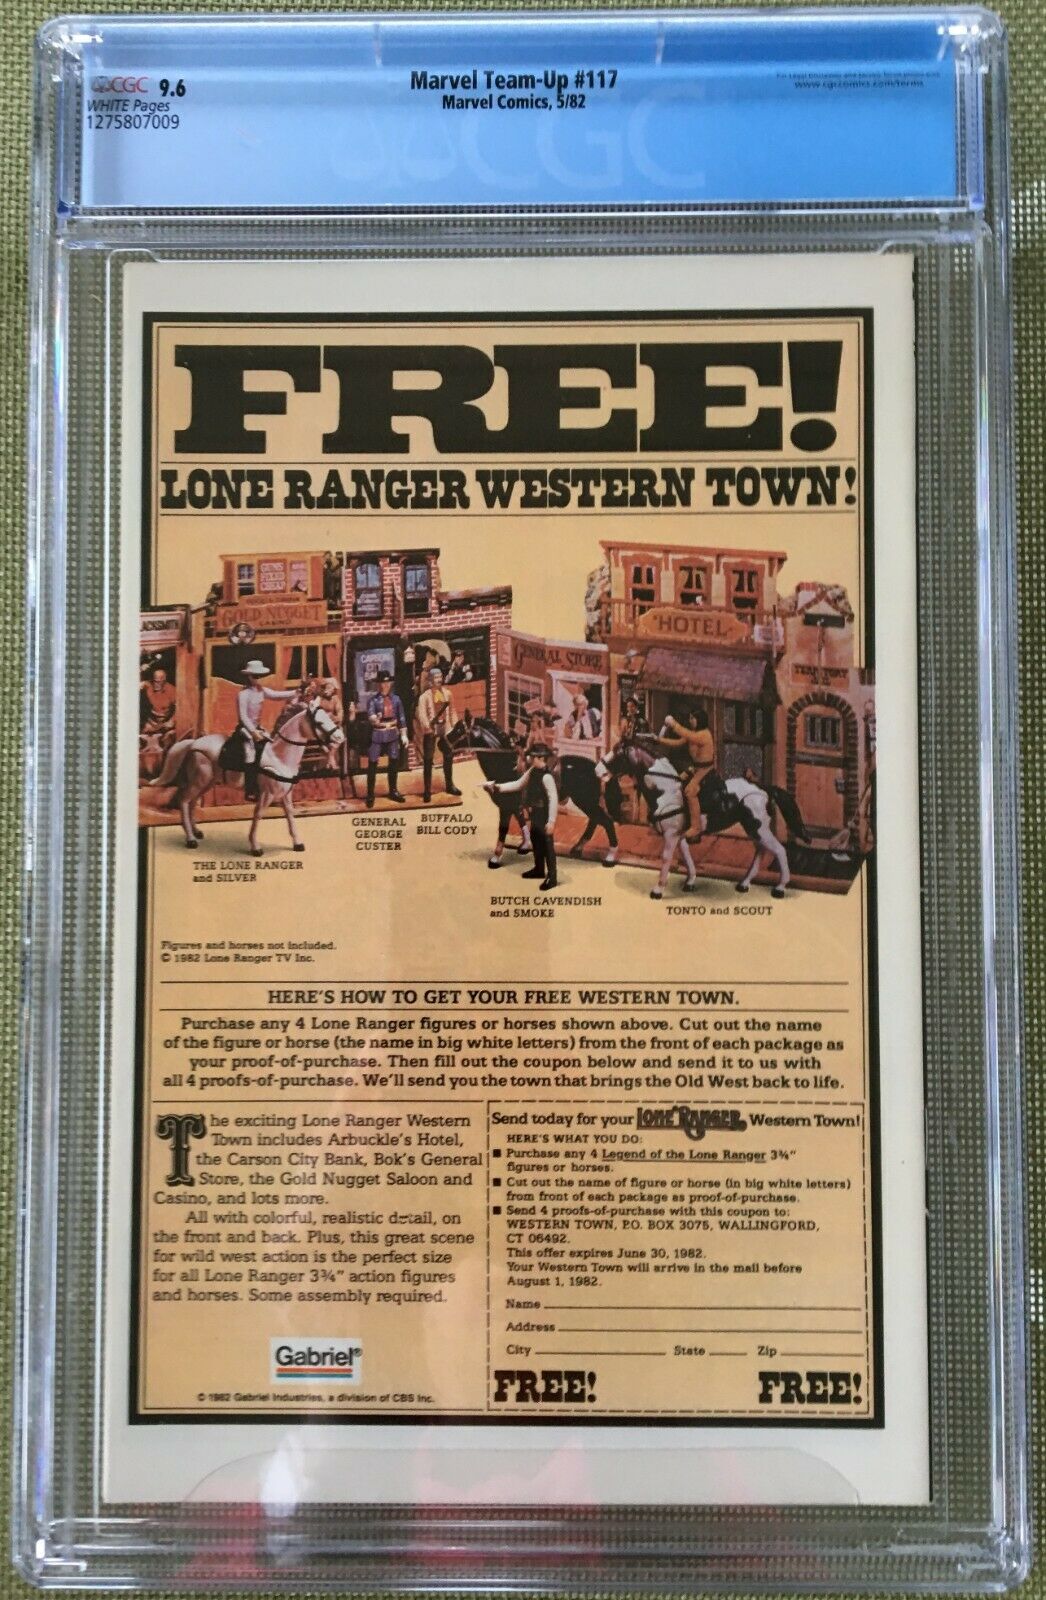 CGC 9.6
WHITE Pages
1275807009
Marvel Team-Up #117
Marvel Comics, 5/82
www.cgccomics.com/terms
CGC
FREE!
LONE RANGER WESTERN TOWN!
GUNS
FIXED
CHEAP
GOLD NUGGET
CASINO
LACKSMITH
CARSON
CITY
GENERAL STORE
HOTEL
THE LONE RANGER
and SILVER
GENERAL
GEORGE
CUSTER
BUFFALO
BILL CODY
BUTCH CAVENDISH
and SMOKE
TONTO and SCOUT
Figures and horses not included.
© 1982 Lone Ranger TV Inc.
HERE'S HOW TO GET YOUR FREE WESTERN TOWN.
Purchase any 4 Lone Ranger figures or horses shown above. Cut out the name
of the figure or horse (the name in big white letters) from the front of each package as
your proof-of-purchase. Then fill out the coupon below and send it to us with
all 4 proofs-of-purchase. We'll send you the town that brings the Old West back to life.
The exciting Lone Ranger Western
Town includes Arbuckle's Hotel,
the Carson City Bank, Bok's General
Store, the Gold Nugget Saloon and
Casino, and lots more.
All with colorful, realistic detail, on
the front and back. Plus, this great scene
for wild west action is the perfect size
for all Lone Ranger 3¾" action figures
and horses. Some assembly required.
Gabriel®
© 1982 Gabriel Industries, a division of CBS Inc.
Send today for your LONE RANGER Western Town!
HERE'S WHAT YOU DO:
■ Purchase any 4 Legend of the Lone Ranger 3¾"
figures or horses.
■ Cut out the name of figure or horse (in big white letters)
from front of each package as proof-of-purchase.
■ Send 4 proofs-of-purchase with this coupon to:
WESTERN TOWN, P.O. BOX 3075, WALLINGFORD,
CT 06492.
This offer expires June 30, 1982.
Your Western Town will arrive in the mail before
August 1, 1982.
Name
Address
City State Zip
FREE! FREE!